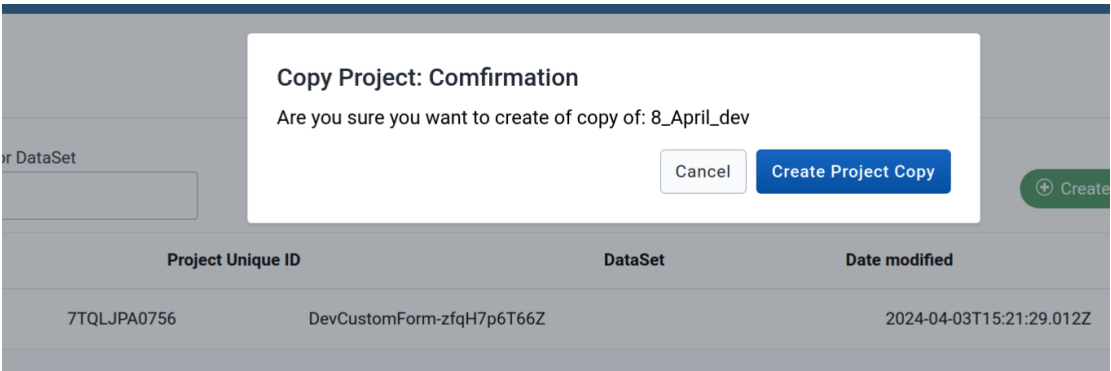 Copy Project: Comfirmation
Are you sure you want to create of copy of: 8_April_dev
Cancel Create Project Copy
or DataSet
Create
Project Unique ID DataSet Date modified
7TQLJPA0756 DevCustomForm-zfqH7p6T66Z 2024-04-03T15:21:29.012Z